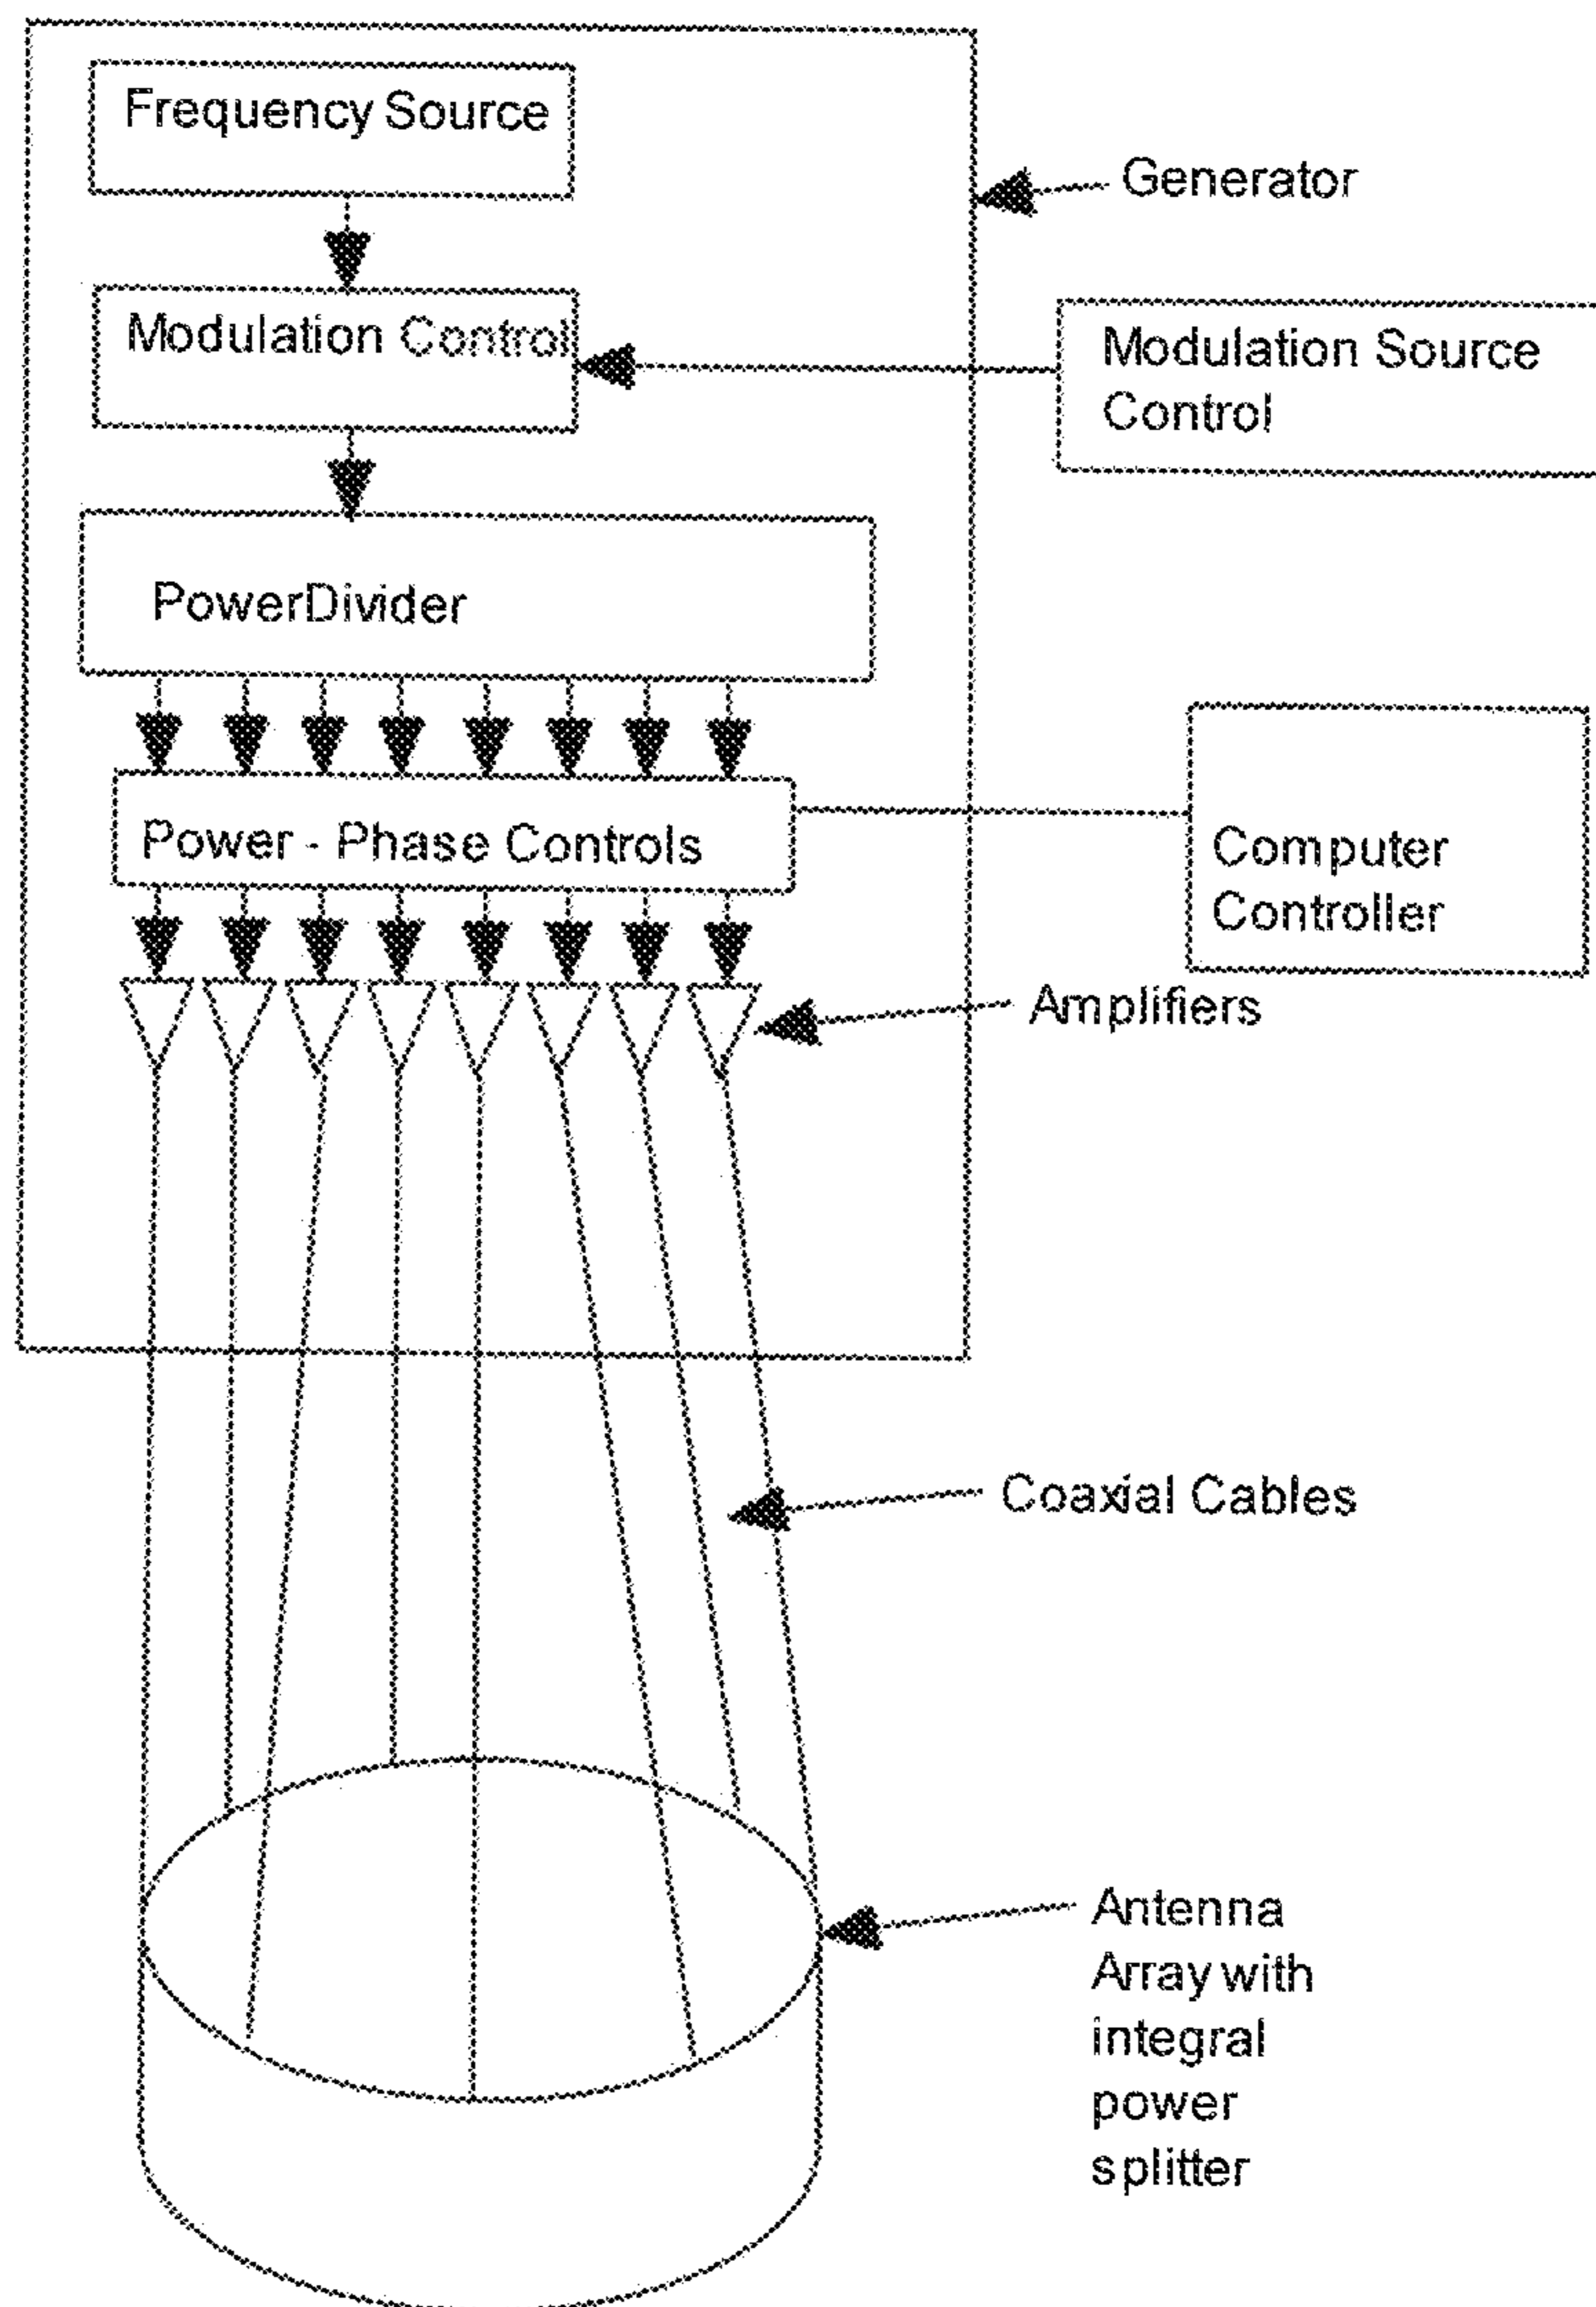 Frequency Source
Generator
Modulation Control
Modulation Source
Control
PowerDivider
Power - Phase Controls
Computer
Controller
Amplifiers
Coaxial Cables
Antenna
Array with
integral
power
splitter